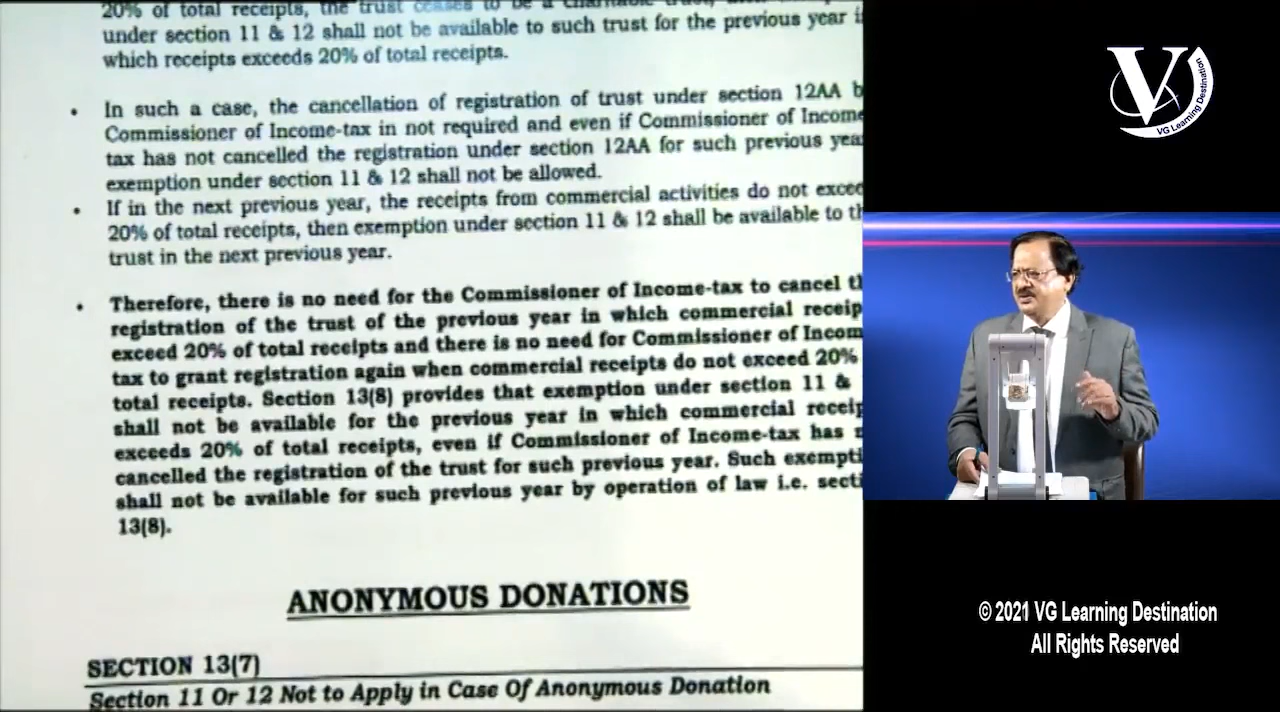 20% of total receipts, the trust ceases to be a charitable trust,
under section 11 & 12 shall not be available to such trust for the previous year i
which receipts exceeds 20% of total receipts.
• In such a case, the cancellation of registration of trust under section 12AA b
Commissioner of Income-tax in not required and even if Commissioner of Income
tax has not cancelled the registration under section 12AA for such previous yea
exemption under section 11 & 12 shall not be allowed.
• If in the next previous year, the receipts from commercial activities do not excee
20% of total receipts, then exemption under section 11 & 12 shall be available to th
trust in the next previous year.
• Therefore, there is no need for the Commissioner of Income-tax to cancel th
registration of the trust of the previous year in which commercial receip
exceed 20% of total receipts and there is no need for Commissioner of Incom
tax to grant registration again when commercial receipts do not exceed 20%
total receipts. Section 13(8) provides that exemption under section 11 &
shall not be available for the previous year in which commercial receip
exceeds 20% of total receipts, even if Commissioner of Income-tax has n
cancelled the registration of the trust for such previous year. Such exempti
shall not be available for such previous year by operation of law i.e. secti
13(8).
ANONYMOUS DONATIONS
SECTION 13(7)
Section 11 Or 12 Not to Apply in Case Of Anonymous Donation
V
VG Learning Destination
© 2021 VG Learning Destination
All Rights Reserved